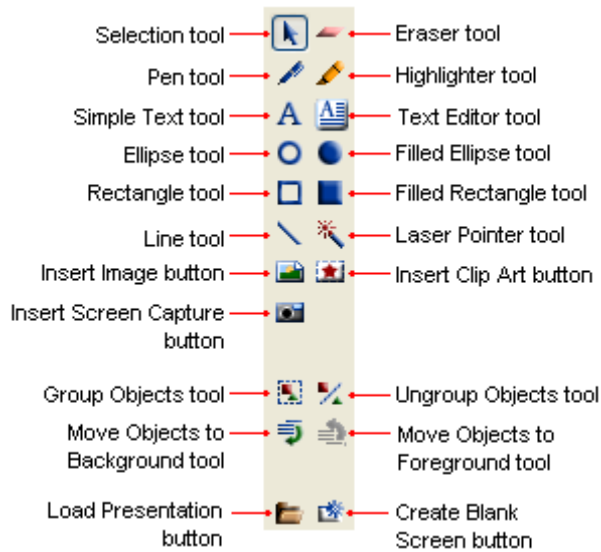 Selection tool
Eraser tool
Pen tool
Highlighter tool
Simple Text tool
Text Editor tool
Ellipse tool
Filled Ellipse tool
Rectangle tool
Filled Rectangle tool
Line tool
Laser Pointer tool
Insert Image button
Insert Clip Art button
Insert Screen Capture
button
Group Objects tool
Ungroup Objects tool
Move Objects to
Background tool
Move Objects to
Foreground tool
Load Presentation
button
Create Blank
Screen button